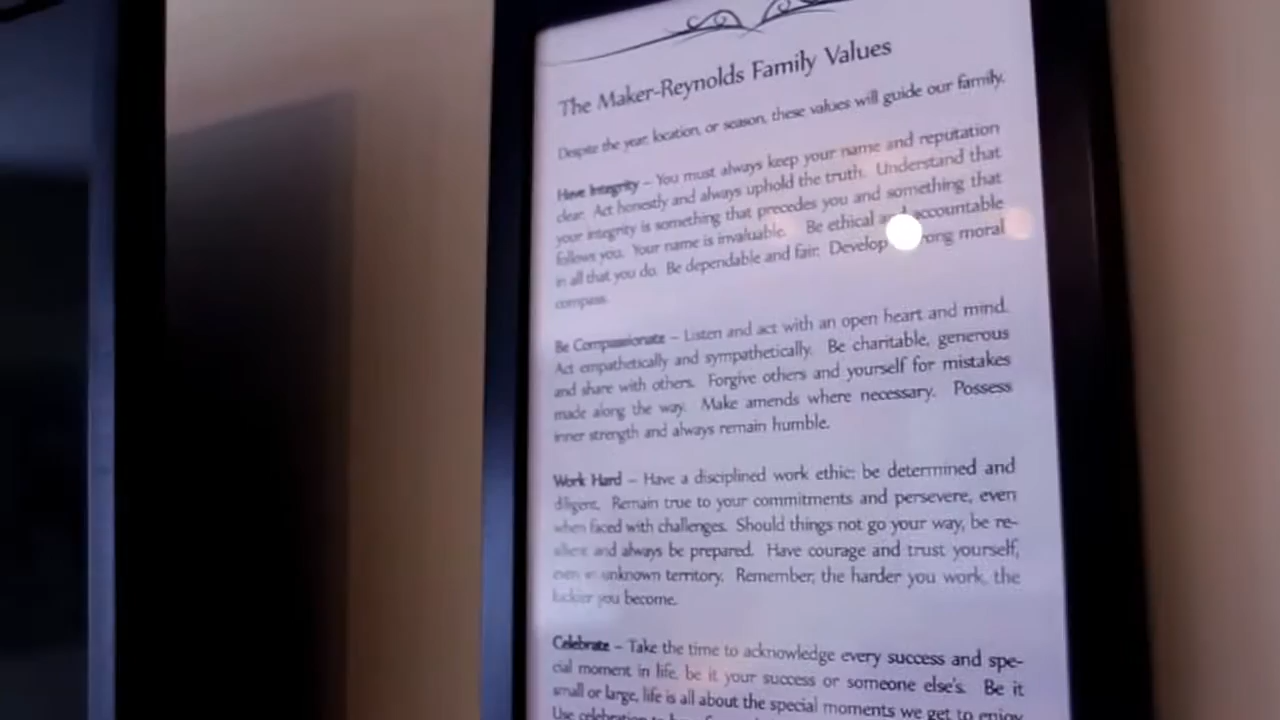 The Maker-Reynolds Family Values
Despite the year, location, or season, these values will guide our family.
Have Integrity – You must always keep your name and reputation
clear. Act honestly and always uphold the truth. Understand that
your integrity is something that precedes you and something that
follows you. Your name is invaluable. Be ethical and accountable
in all that you do. Be dependable and fair. Develop strong moral
compass.
Be Compassionate – Listen and act with an open heart and mind.
Act empathetically and sympathetically. Be charitable, generous
and share with others. Forgive others and yourself for mistakes
made along the way. Make amends where necessary. Possess
inner strength and always remain humble.
Work Hard – Have a disciplined work ethic; be determined and
diligent. Remain true to your commitments and persevere, even
when faced with challenges. Should things not go your way, be re-
silient and always be prepared. Have courage and trust yourself,
even in unknown territory. Remember, the harder you work, the
luckier you become.
Celebrate – Take the time to acknowledge every success and spe-
cial moment in life, be it your success or someone else's. Be it
small or large, life is all about the special moments we get to enjoy.
Use celebration to